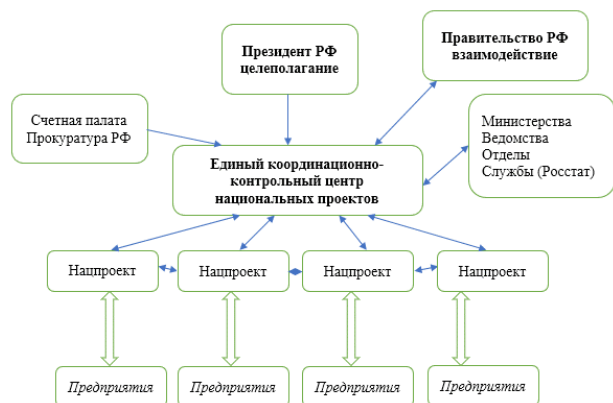 Президент РФ
целеполагание
Правительство РФ
взаимодействие
Счетная палата
Прокуратура РФ
Министерства
Ведомства
Отделы
Службы (Росстат)
Единый координационно-
контрольный центр
национальных проектов
Нацпроект
Нацпроект
Нацпроект
Нацпроект
Предприятия
Предприятия
Предприятия
Предприятия